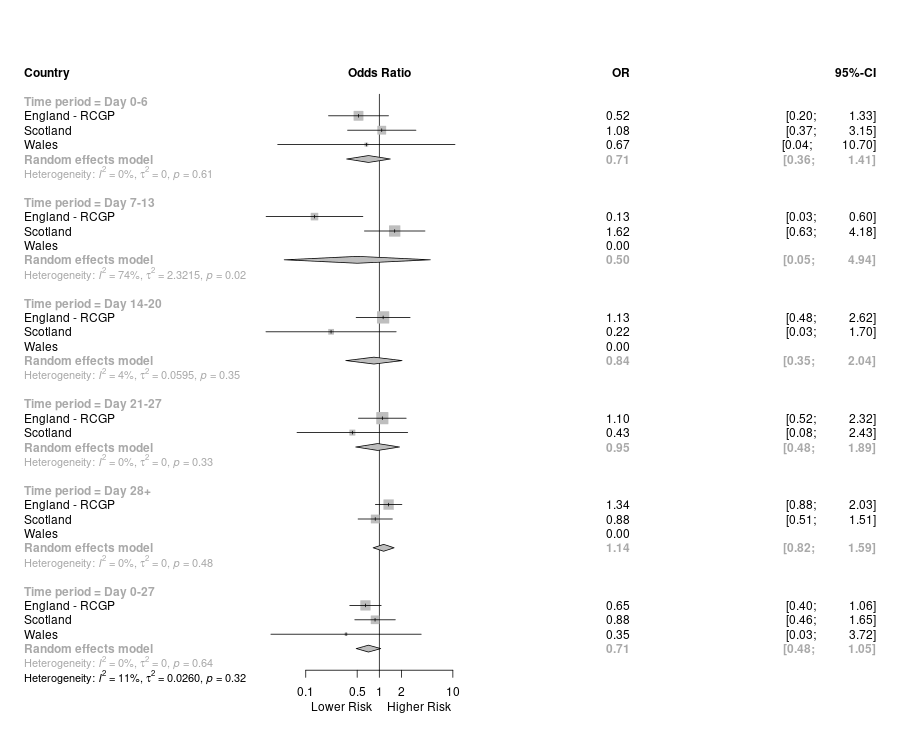 Country Odds Ratio OR 95%-CI
Time period = Day 0-6
England - RCGP 0.52 [0.20; 1.33]
Scotland 1.08 [0.37; 3.15]
Wales 0.67 [0.04; 10.70]
Random effects model 0.71 [0.36; 1.41]
Heterogeneity: I² = 0%, τ² = 0, p = 0.61
Time period = Day 7-13
England - RCGP 0.13 [0.03; 0.60]
Scotland 1.62 [0.63; 4.18]
Wales 0.00
Random effects model 0.50 [0.05; 4.94]
Heterogeneity: I² = 74%, τ² = 2.3215, p = 0.02
Time period = Day 14-20
England - RCGP 1.13 [0.48; 2.62]
Scotland 0.22 [0.03; 1.70]
Wales 0.00
Random effects model 0.84 [0.35; 2.04]
Heterogeneity: I² = 4%, τ² = 0.0595, p = 0.35
Time period = Day 21-27
England - RCGP 1.10 [0.52; 2.32]
Scotland 0.43 [0.08; 2.43]
Random effects model 0.95 [0.48; 1.89]
Heterogeneity: I² = 0%, τ² = 0, p = 0.33
Time period = Day 28+
England - RCGP 1.34 [0.88; 2.03]
Scotland 0.88 [0.51; 1.51]
Wales 0.00
Random effects model 1.14 [0.82; 1.59]
Heterogeneity: I² = 0%, τ² = 0, p = 0.48
Time period = Day 0-27
England - RCGP 0.65 [0.40; 1.06]
Scotland 0.88 [0.46; 1.65]
Wales 0.35 [0.03; 3.72]
Random effects model 0.71 [0.48; 1.05]
Heterogeneity: I² = 0%, τ² = 0, p = 0.64
Heterogeneity: I² = 11%, τ² = 0.0260, p = 0.32
0.1 0.5 1 2 10
Lower Risk Higher Risk